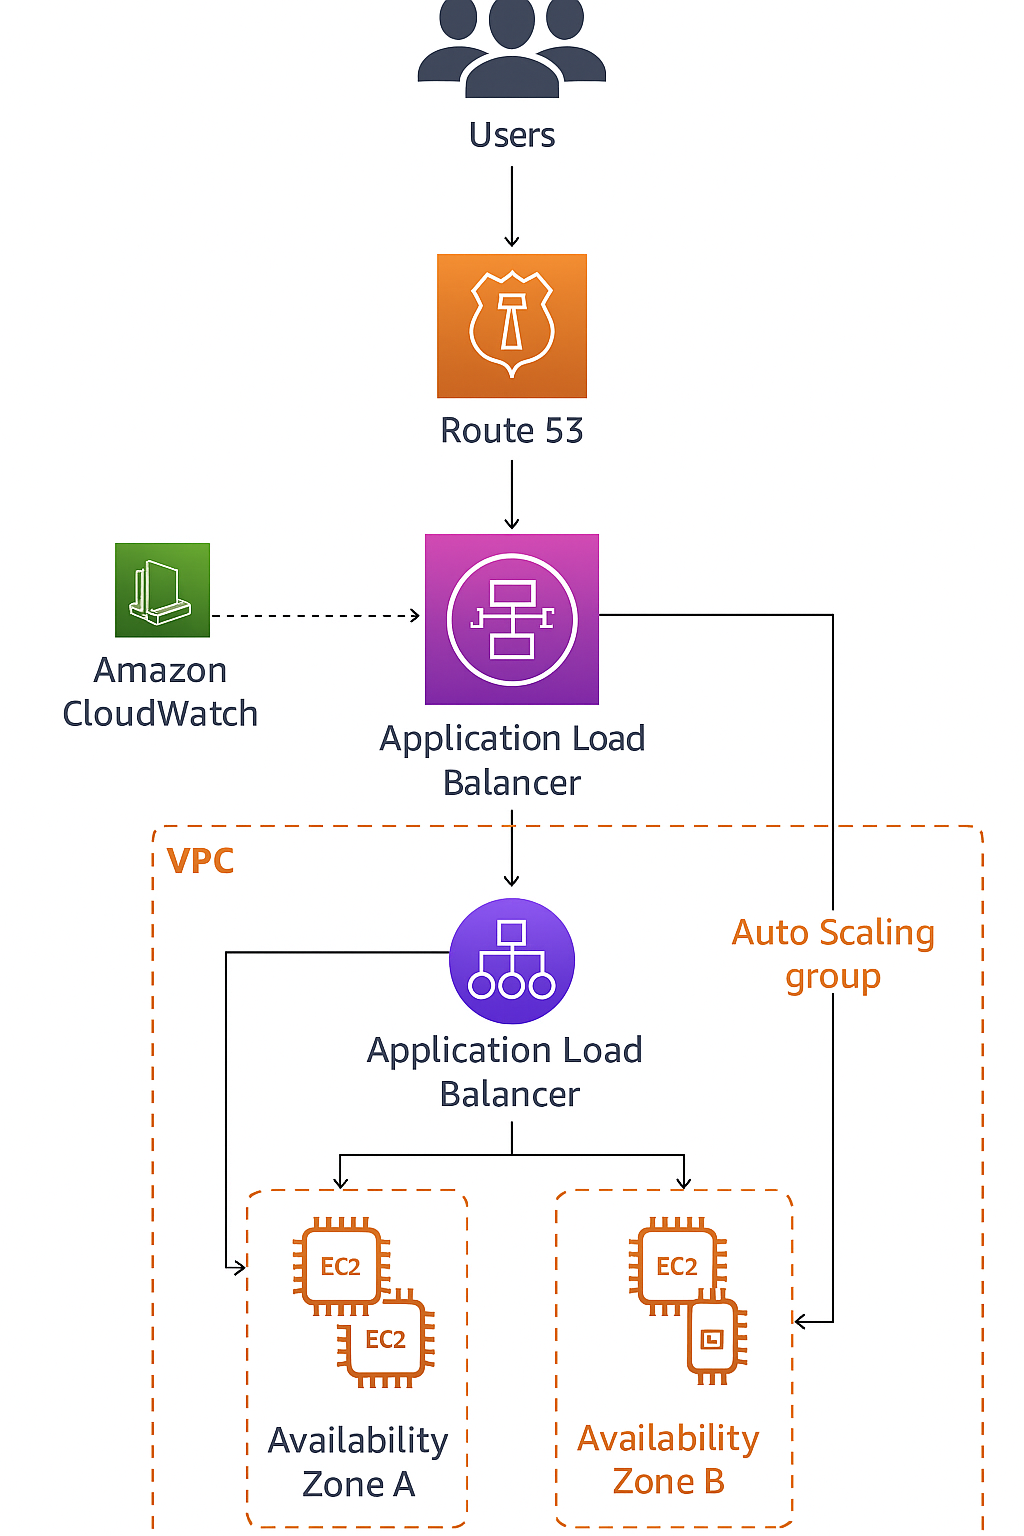 Users
Route 53
Amazon
CloudWatch
Application Load
Balancer
VPC
Auto Scaling
group
Application Load
Balancer
EC2
EC2
Availability
Zone A
EC2
Availability
Zone B